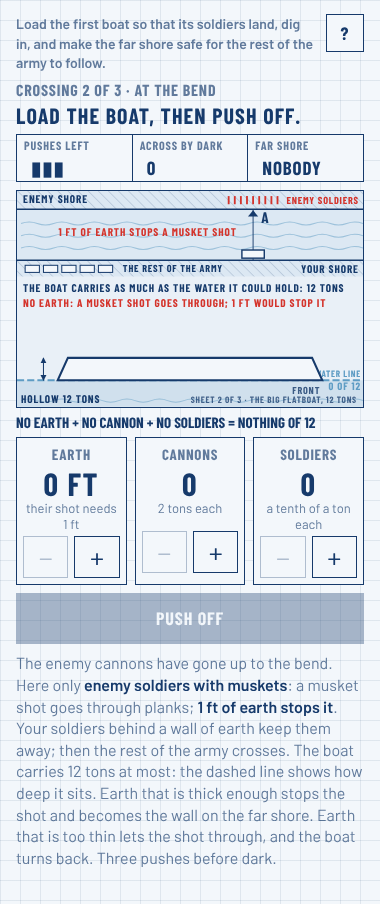 Load the first boat so that its soldiers land, dig
in, and make the far shore safe for the rest of the
army to follow.
?
CROSSING 2 OF 3 · AT THE BEND
LOAD THE BOAT, THEN PUSH OFF.
PUSHES LEFT
ACROSS BY DARK
0
FAR SHORE
NOBODY
ENEMY SHORE
ENEMY SOLDIERS
A
1 FT OF EARTH STOPS A MUSKET SHOT
THE REST OF THE ARMY
YOUR SHORE
THE BOAT CARRIES AS MUCH AS THE WATER IT COULD HOLD: 12 TONS
NO EARTH: A MUSKET SHOT GOES THROUGH; 1 FT WOULD STOP IT
ATER LINE
0 OF 12
FRONT
HOLLOW 12 TONS
SHEET 2 OF 3 · THE BIG FLATBOAT, 12 TONS
NO EARTH + NO CANNON + NO SOLDIERS = NOTHING OF 12
EARTH
0 FT
their shot needs
1 ft
− +
CANNONS
0
2 tons each
− +
SOLDIERS
0
a tenth of a ton
each
− +
PUSH OFF
The enemy cannons have gone up to the bend.
Here only enemy soldiers with muskets: a musket
shot goes through planks; 1 ft of earth stops it.
Your soldiers behind a wall of earth keep them
away; then the rest of the army crosses. The boat
carries 12 tons at most: the dashed line shows how
deep it sits. Earth that is thick enough stops the
shot and becomes the wall on the far shore. Earth
that is too thin lets the shot through, and the boat
turns back. Three pushes before dark.